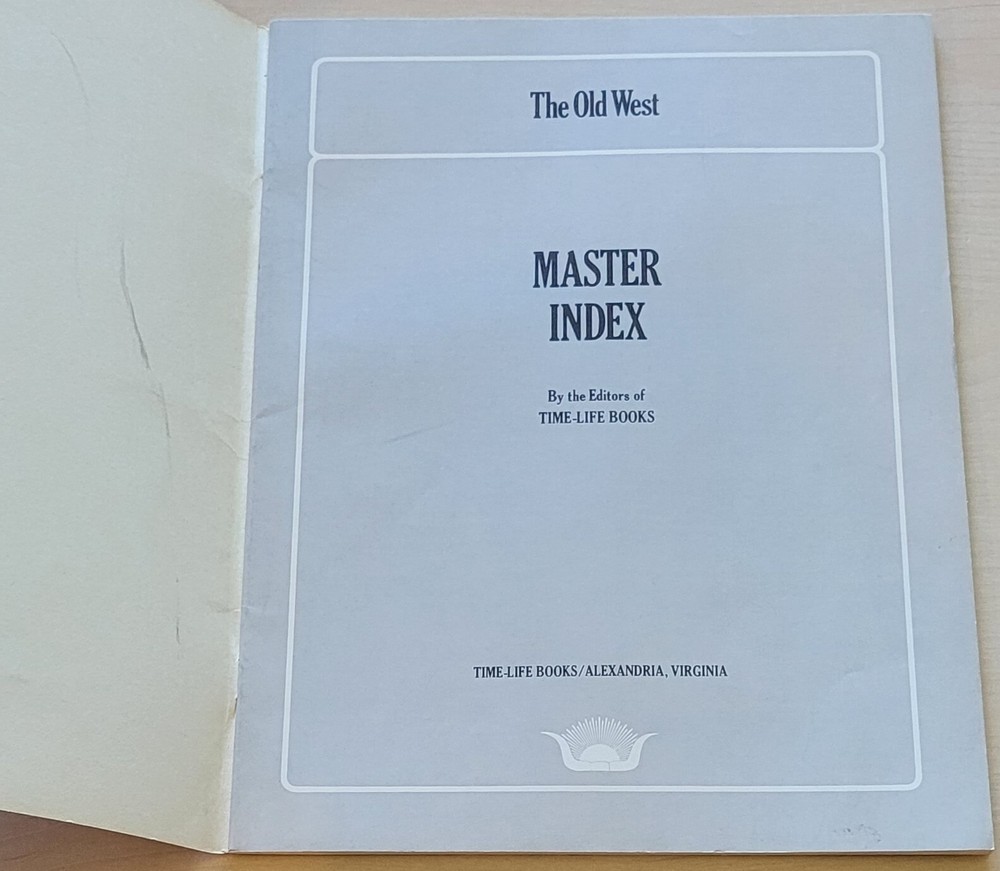 The Old West
MASTER
INDEX
By the Editors of
TIME-LIFE BOOKS
TIME-LIFE BOOKS/ALEXANDRIA, VIRGINIA